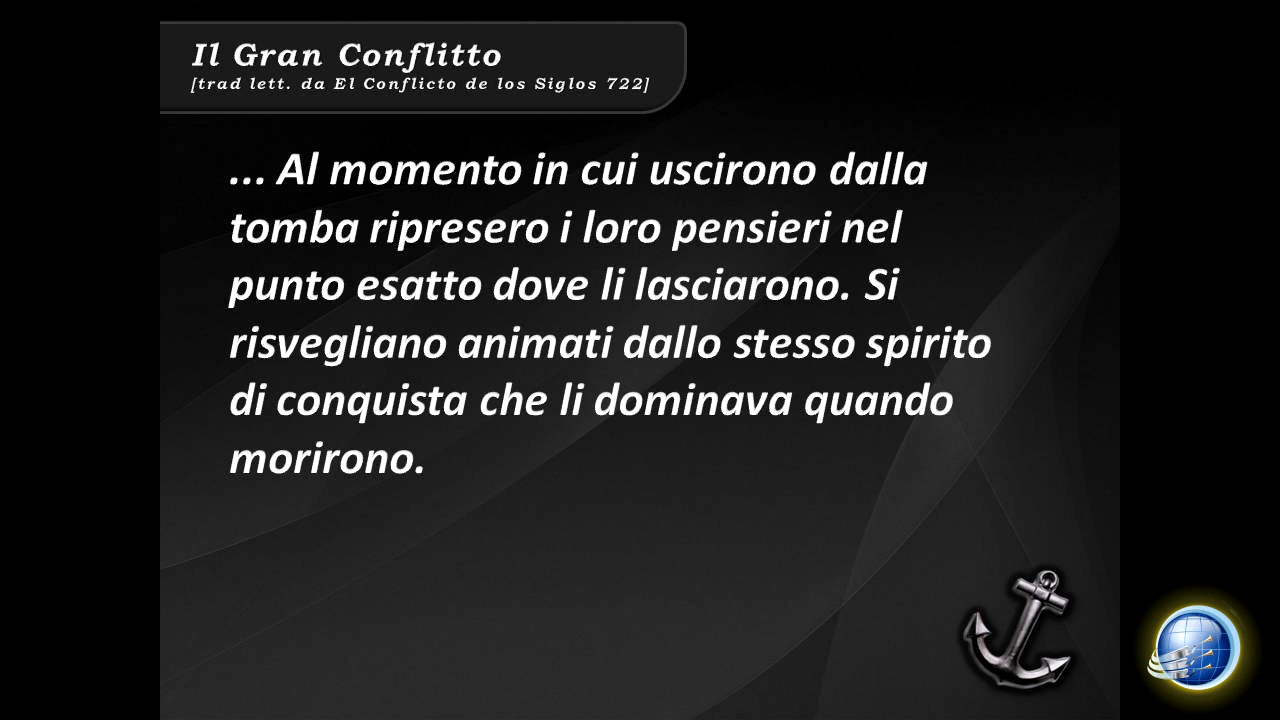 Il Gran Conflitto
[trad lett. da El Conflicto de los Siglos 722]
... Al momento in cui uscirono dalla
tomba ripresero i loro pensieri nel
punto esatto dove li lasciarono. Si
risvegliano animati dallo stesso spirito
di conquista che li dominava quando
morirono.